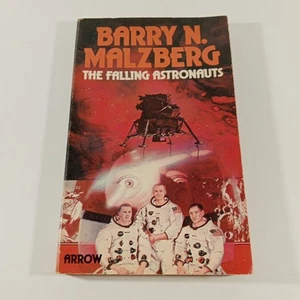 BARRY N.
MALZBERG
THE FALLING ASTRONAUTS
ARROW